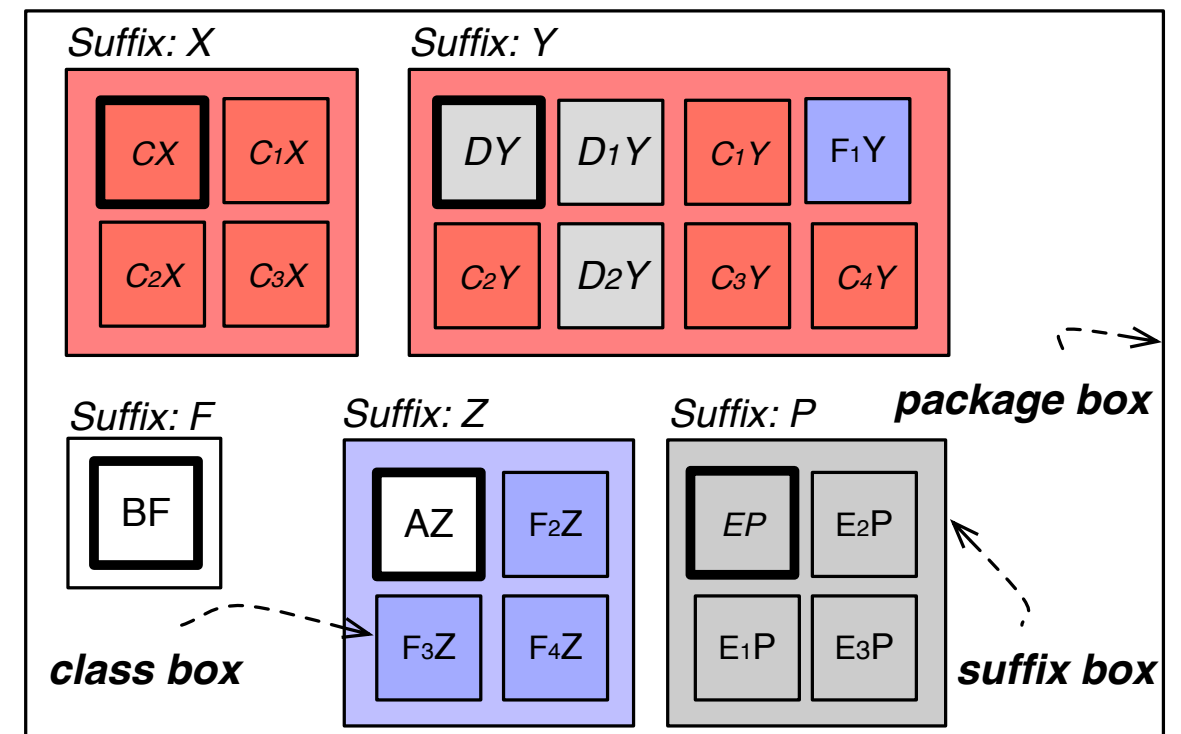 Suffix: X
Suffix: Y
CX
C1X
DY
D1Y
C1Y
F1Y
C2X
C3X
C2Y
D2Y
C3Y
C4Y
package box
Suffix: F
Suffix: Z
Suffix: P
BF
AZ
F2Z
EP
E2P
F3Z
F4Z
E1P
E3P
class box
suffix box